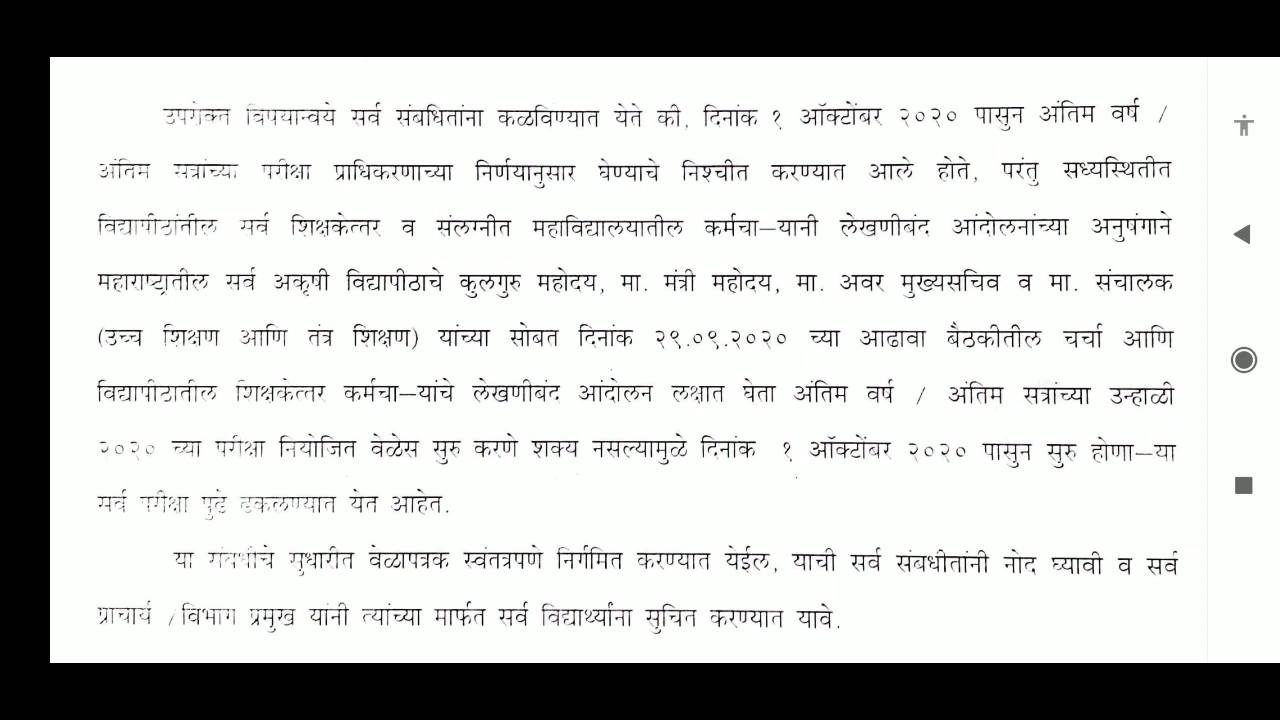 उपरोक्त विषयान्वये सर्व संबधितांना कळविण्यात येते की, दिनांक १ ऑक्टोंबर २०२० पासुन अंतिम वर्ष /
अंतिम सत्रांच्या परीक्षा प्राधिकरणाच्या निर्णयानुसार घेण्याचे निश्चीत करण्यात आले होते, परंतु सध्यस्थितीत
विद्यापीठांतील सर्व शिक्षकेत्तर व संलग्नीत महाविद्यालयातील कर्मचा–यानी लेखणीबंद आंदोलनांच्या अनुषंगाने
महाराष्ट्रातील सर्व अकृषी विद्यापीठाचे कुलगुरु महोदय, मा. मंत्री महोदय, मा. अवर मुख्यसचिव व मा. संचालक
(उच्च शिक्षण आणि तंत्र शिक्षण) यांच्या सोबत दिनांक २९.०९.२०२० च्या आढावा बैठकीतील चर्चा आणि
विद्यापीठातील शिक्षकेत्तर कर्मचा–यांचे लेखणीबंद आंदोलन लक्षात घेता अंतिम वर्ष / अंतिम सत्रांच्या उन्हाळी
२०२० च्या परीक्षा नियोजित वेळेस सुरु करणे शक्य नसल्यामुळे दिनांक १ ऑक्टोंबर २०२० पासुन सुरु होणा–या
सर्व परीक्षा पुढे ढकलण्यात येत आहेत.
या संबधीचे सुधारीत वेळापत्रक स्वंतत्रपणे निर्गमित करण्यात येईल, याची सर्व संबधीतांनी नोद घ्यावी व सर्व
प्राचार्य /विभाग प्रमुख यांनी त्यांच्या मार्फत सर्व विद्यार्थ्यांना सुचित करण्यात यावे.